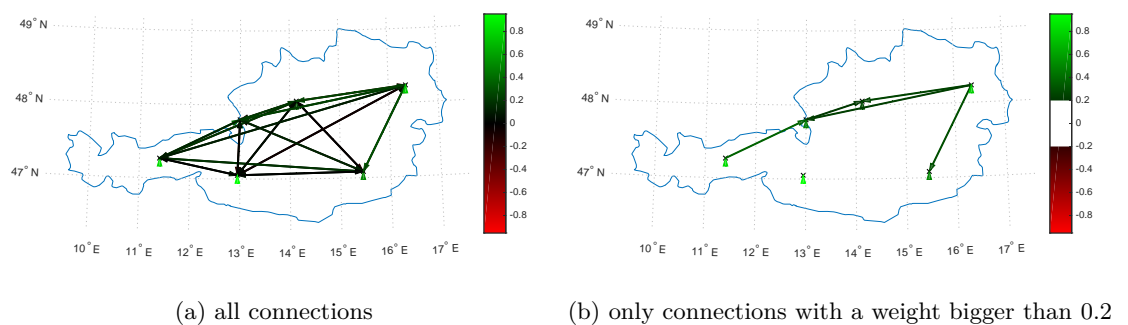 49° N
48° N
47° N
10° E
11° E
12° E
13° E
14° E
15° E
16° E
17° E
0.8
0.6
0.4
0.2
0
-0.2
-0.4
-0.6
-0.8
(a) all connections
49° N
48° N
47° N
10° E
11° E
12° E
13° E
14° E
15° E
16° E
17° E
0.8
0.6
0.4
0.2
0
-0.2
-0.4
-0.6
-0.8
(b) only connections with a weight bigger than 0.2